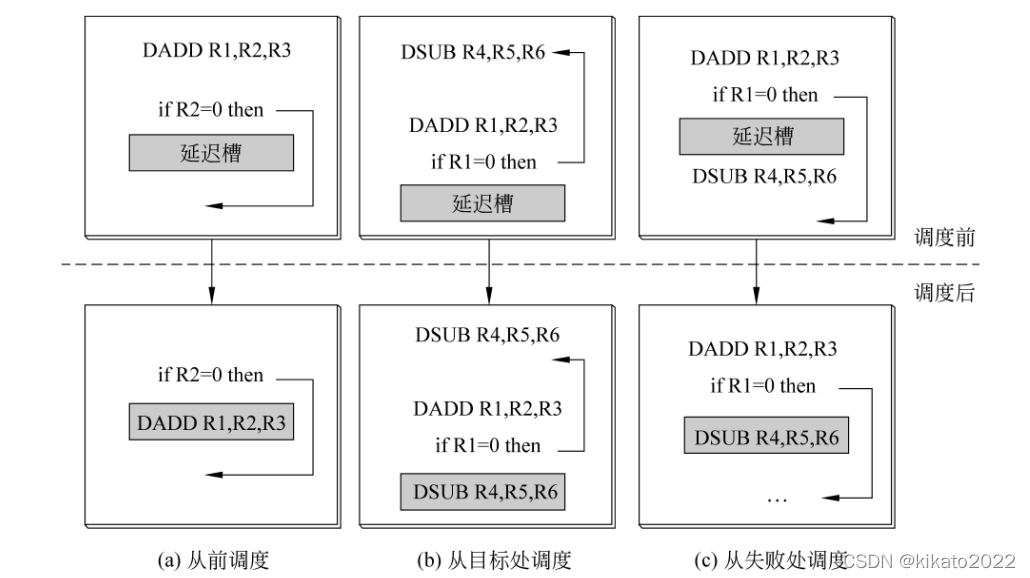 DADD R1,R2,R3
if R2=0 then
延迟槽
DSUB R4,R5,R6
DADD R1,R2,R3
if R1=0 then
延迟槽
DADD R1,R2,R3
if R1=0 then
延迟槽
DSUB R4,R5,R6
调度前
调度后
if R2=0 then
DADD R1,R2,R3
DSUB R4,R5,R6
DADD R1,R2,R3
if R1=0 then
DSUB R4,R5,R6
DADD R1,R2,R3
if R1=0 then
DSUB R4,R5,R6
…
(a) 从前调度
(b) 从目标处调度
(c) 从失败处调度
CSDN @kikato2022